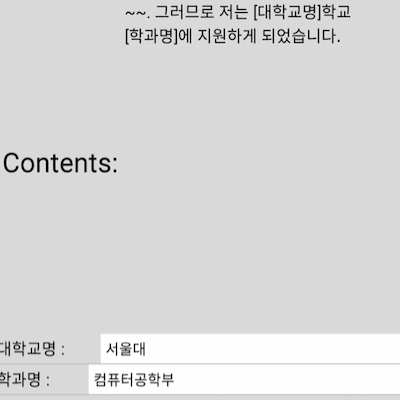 ~~. 그러므로 저는 [대학교명]학교
[학과명]에 지원하게 되었습니다.
Contents:
대학교명 : 서울대
학과명 : 컴퓨터공학부